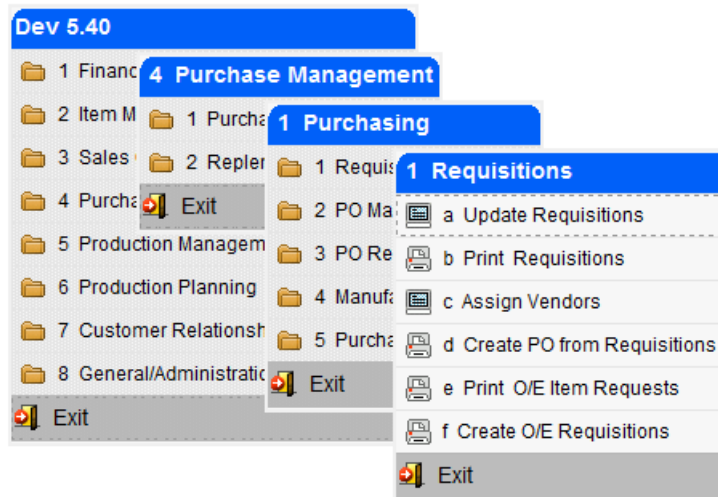 Dev 5.40
1 Financ
2 Item M
3 Sales
4 Purcha
5 Production Managem
6 Production Planning
7 Customer Relationsh
8 General/Administratio
Exit
4 Purchase Management
1 Purcha
2 Repler
Exit
1 Purchasing
1 Requis
2 PO Ma
3 PO Re
4 Manufa
5 Purcha
Exit
1 Requisitions
a Update Requisitions
b Print Requisitions
c Assign Vendors
d Create PO from Requisitions
e Print O/E Item Requests
f Create O/E Requisitions
Exit